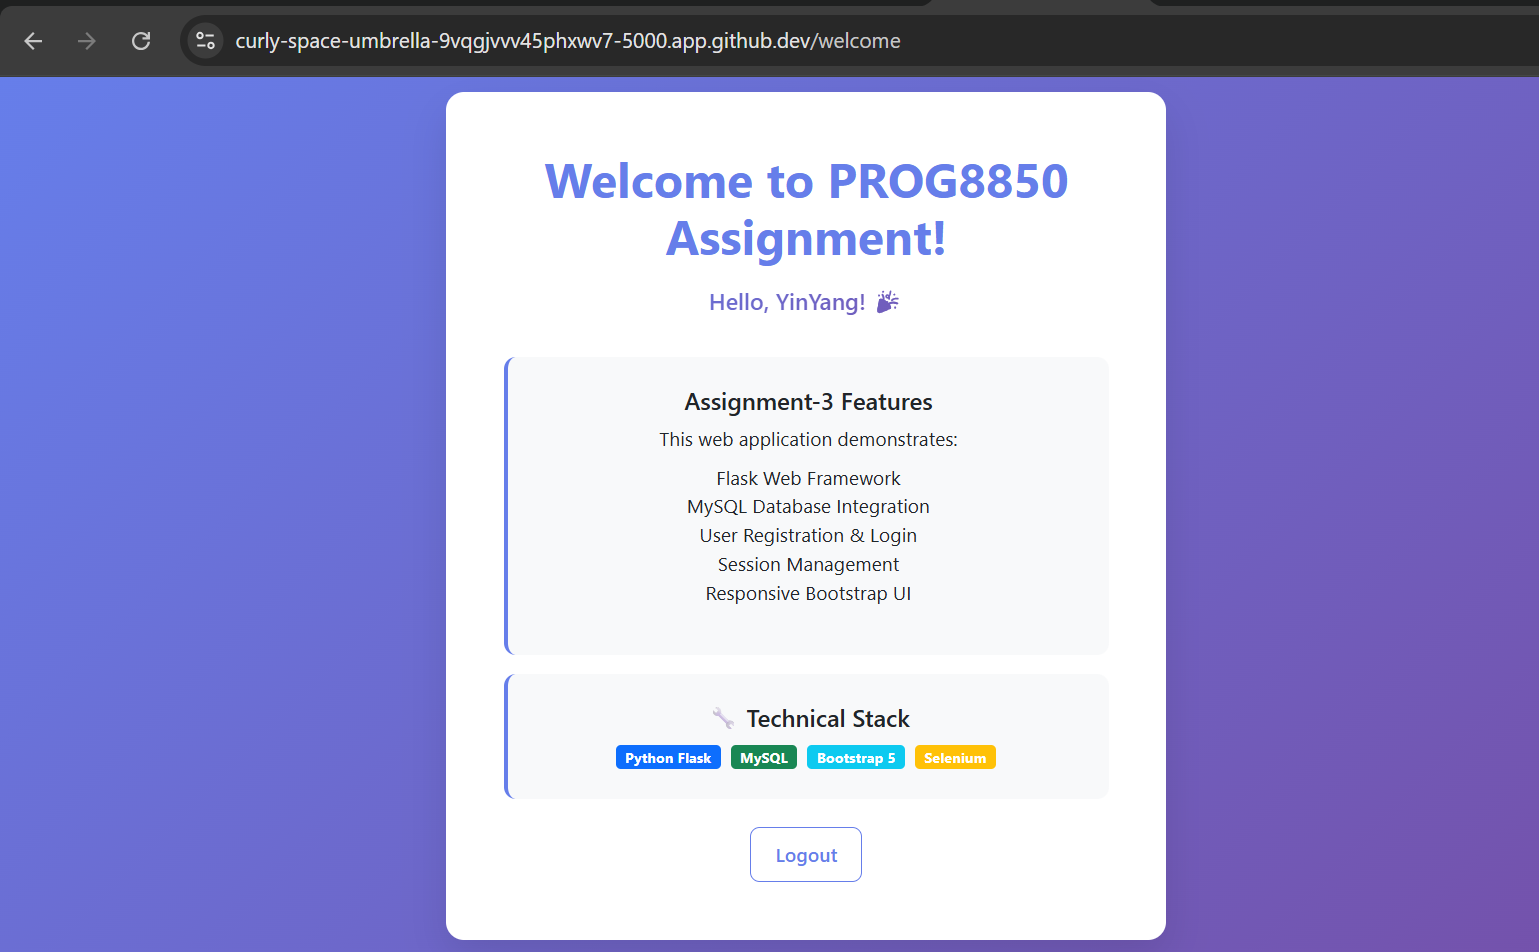 curly-space-umbrella-9vqgjvvv45phxwv7-5000.app.github.dev/welcome
Welcome to PROG8850
Assignment!
Hello, YinYang! 🎉
Assignment-3 Features
This web application demonstrates:
Flask Web Framework
MySQL Database Integration
User Registration & Login
Session Management
Responsive Bootstrap UI
🔧 Technical Stack
Python Flask MySQL Bootstrap 5 Selenium
Logout